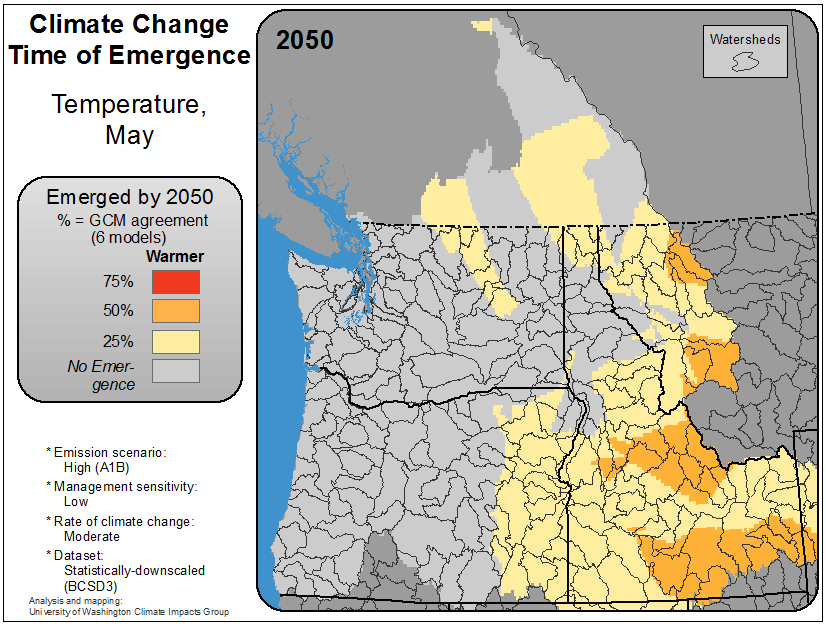 Climate Change
Time of Emergence
Temperature,
May
Emerged by 2050
% = GCM agreement
(6 models)
Warmer
75%
50%
25%
No Emer-
gence
* Emission scenario:
High (A1B)
* Management sensitivity:
Low
* Rate of climate change:
Moderate
* Dataset:
Statistically-downscaled
(BCSD3)
Analysis and mapping:
University of Washington Climate Impacts Group
2050
Watersheds